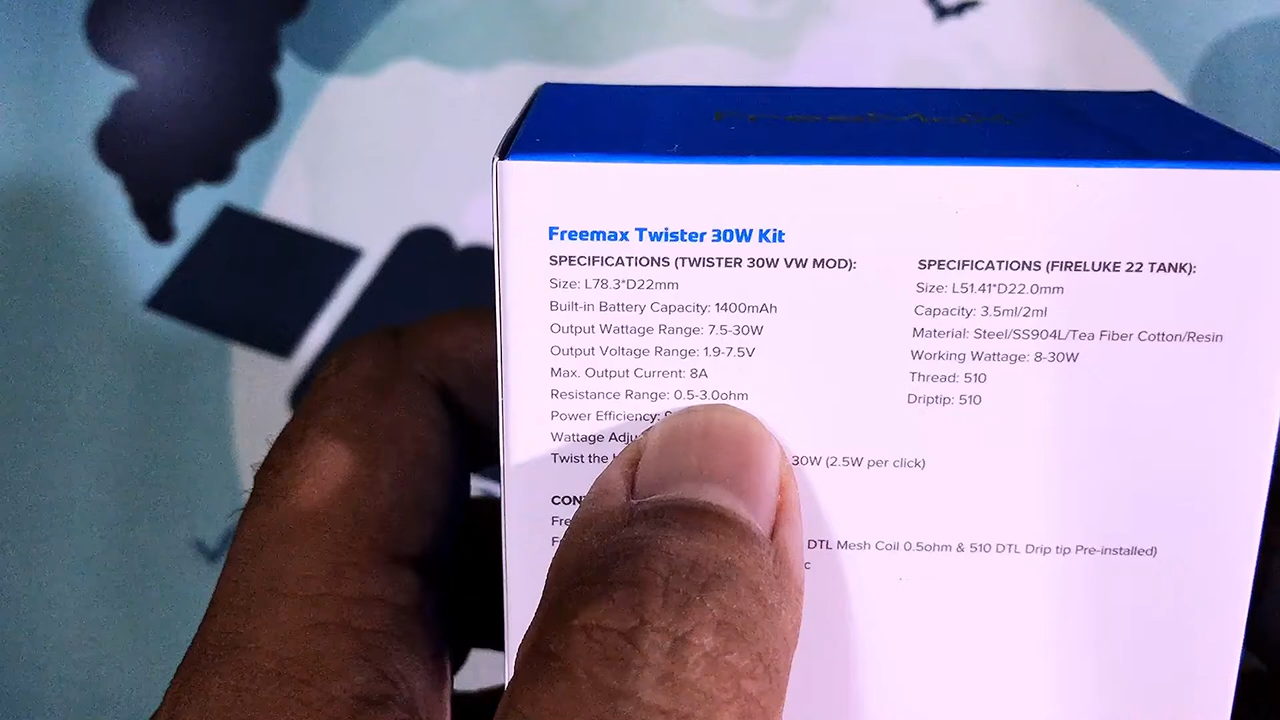 FreeMax
Freemax Twister 30W Kit
SPECIFICATIONS (TWISTER 30W VW MOD):
Size: L78.3*D22mm
Built-in Battery Capacity: 1400mAh
Output Wattage Range: 7.5-30W
Output Voltage Range: 1.9-7.5V
Max. Output Current: 8A
Resistance Range: 0.5-3.0ohm
Power Efficiency:
Wattage
Twist the 30W (2.5W per click)
DTL Mesh Coil 0.5ohm & 510 DTL Drip tip Pre-installed)
SPECIFICATIONS (FIRELUKE 22 TANK):
Size: L51.41*D22.0mm
Capacity: 3.5ml/2ml
Material: Steel/SS904L/Tea Fiber Cotton/Resin
Working Wattage: 8-30W
Thread: 510
Driptip: 510